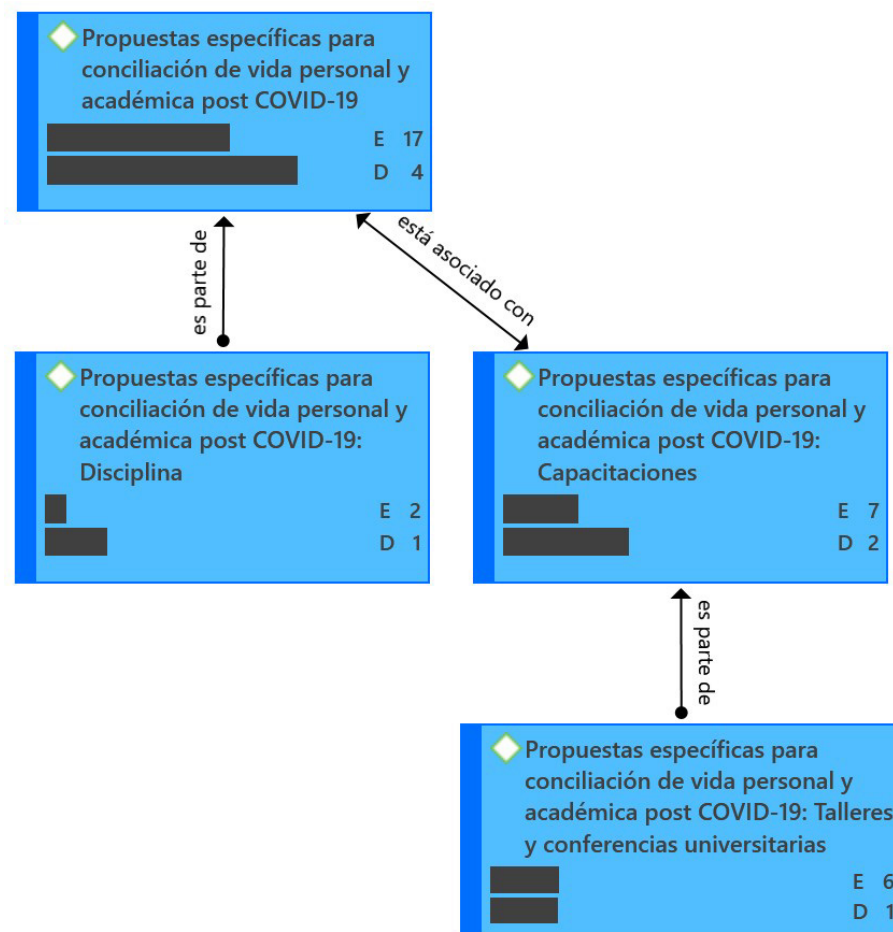 Propuestas específicas para
conciliación de vida personal y
académica post COVID-19
E 17
D 4
es parte de
está asociado con
Propuestas específicas para
conciliación de vida personal y
académica post COVID-19:
Disciplina
E 2
D 1
Propuestas específicas para
conciliación de vida personal y
académica post COVID-19:
Capacitaciones
E 7
D 2
es parte de
Propuestas específicas para
conciliación de vida personal y
académica post COVID-19: Talleres
y conferencias universitarias
E 6
D 1